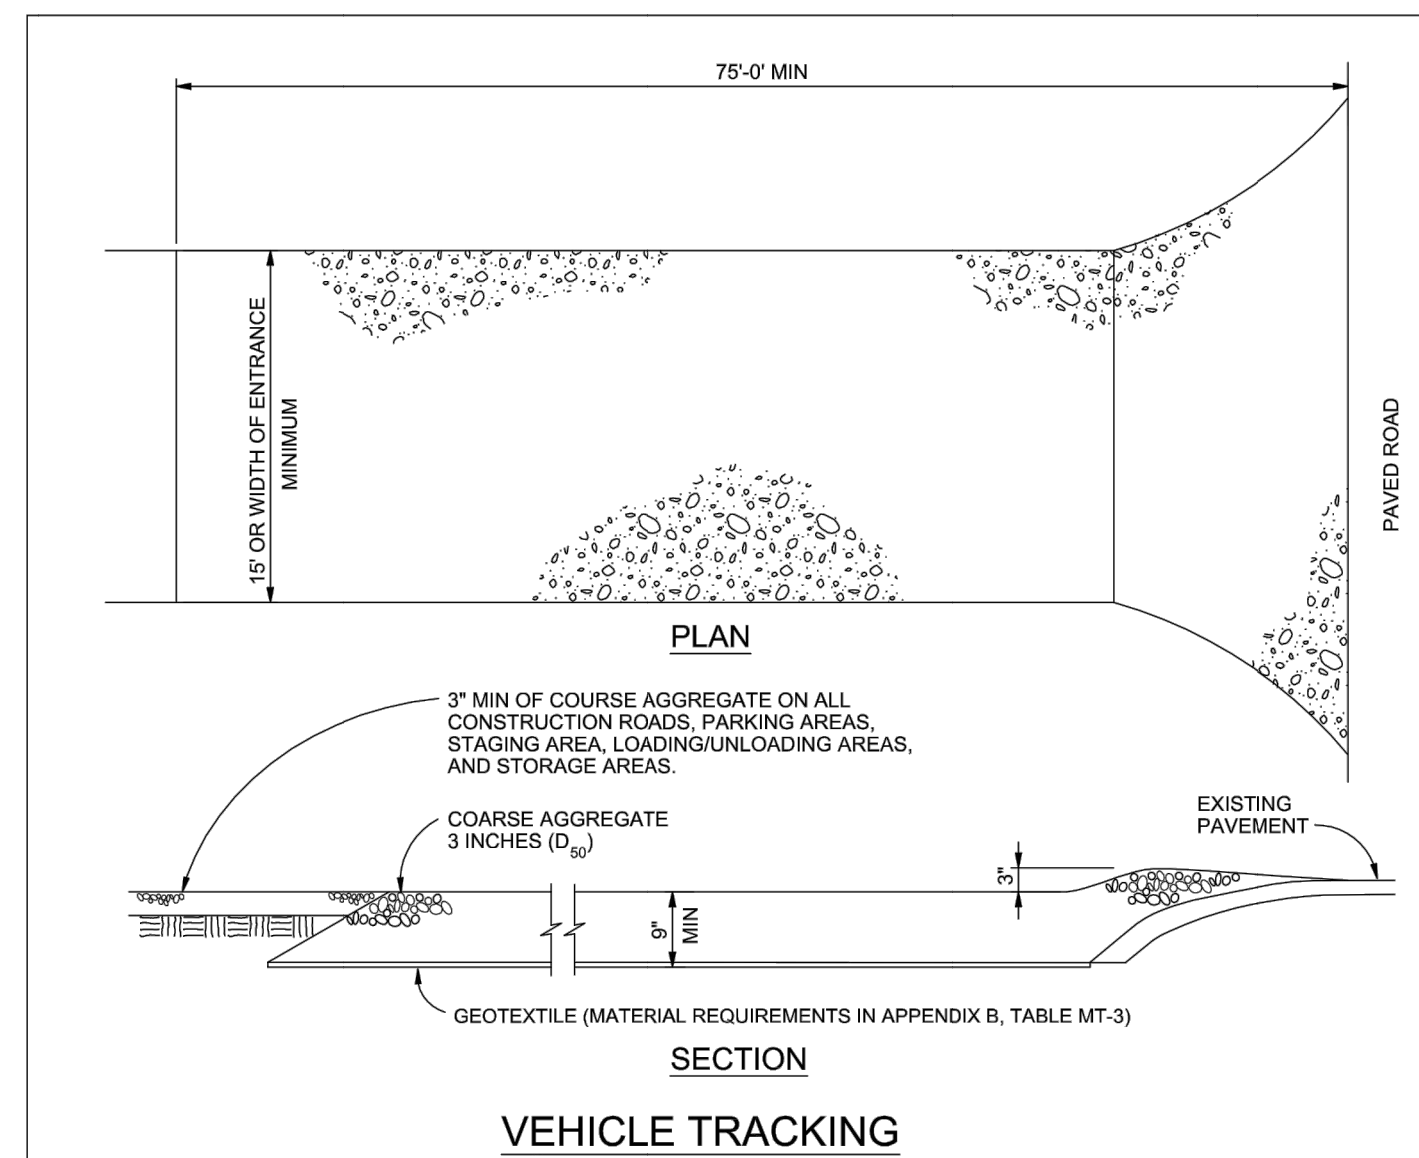 75'-0' MIN
15' OR WIDTH OF ENTRANCE
MINIMUM
PAVED ROAD
PLAN
3" MIN OF COURSE AGGREGATE ON ALL
CONSTRUCTION ROADS, PARKING AREAS,
STAGING AREA, LOADING/UNLOADING AREAS,
AND STORAGE AREAS.
COARSE AGGREGATE
3 INCHES (D50)
EXISTING
PAVEMENT
3"
9"
MIN
GEOTEXTILE (MATERIAL REQUIREMENTS IN APPENDIX B, TABLE MT-3)
SECTION
VEHICLE TRACKING